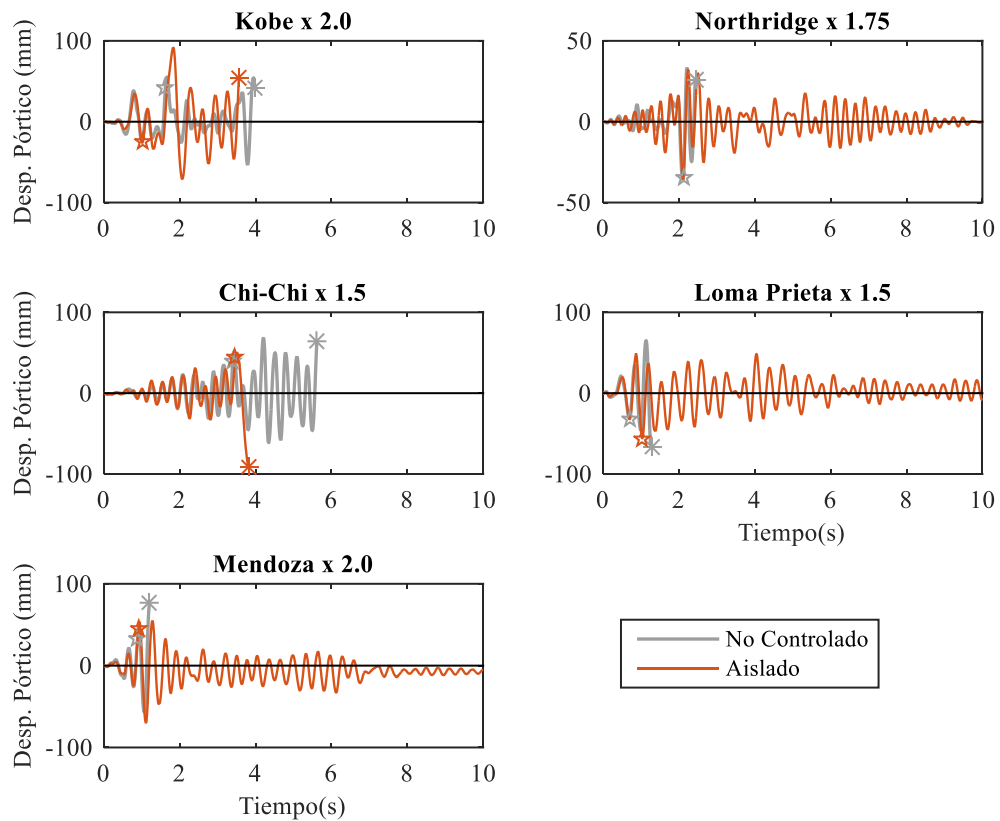 Kobe x 2.0
Desp. Pórtico (mm)
100
0
-100
0 2 4 6 8 10
Northridge x 1.75
50
0
-50
0 2 4 6 8 10
Chi-Chi x 1.5
Desp. Pórtico (mm)
100
0
-100
0 2 4 6 8 10
Loma Prieta x 1.5
100
0
-100
0 2 4 6 8 10
Tiempo(s)
Mendoza x 2.0
Desp. Pórtico (mm)
100
0
-100
0 2 4 6 8 10
Tiempo(s)
No Controlado
Aislado